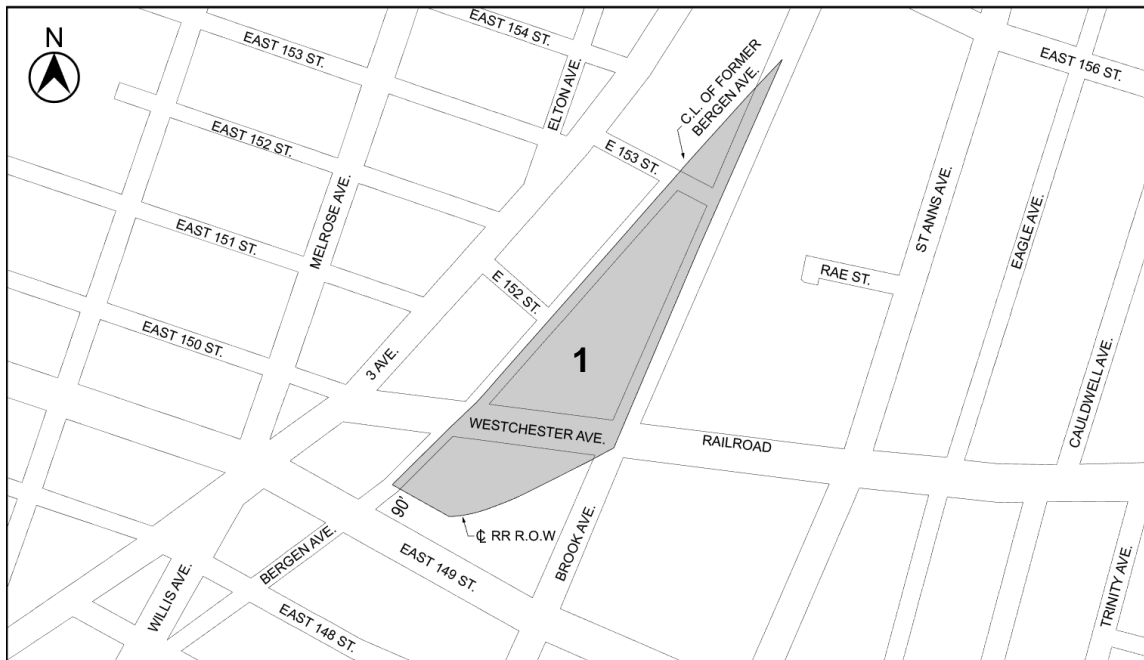 N
EAST 154 ST.
EAST 153 ST.
EAST 156 ST.
ELTON AVE.
C.L. OF FORMER
BERGEN AVE.
EAST 152 ST.
E 153 ST.
MELROSE AVE.
ST ANNS AVE.
EAGLE AVE.
EAST 151 ST.
RAE ST.
E 152 ST.
EAST 150 ST.
3 AVE.
1
CAULDWELL AVE.
WESTCHESTER AVE.
RAILROAD
90'
℄ RR R.O.W
BERGEN AVE.
EAST 149 ST.
BROOK AVE.
WILLIS AVE.
EAST 148 ST.
TRINITY AVE.